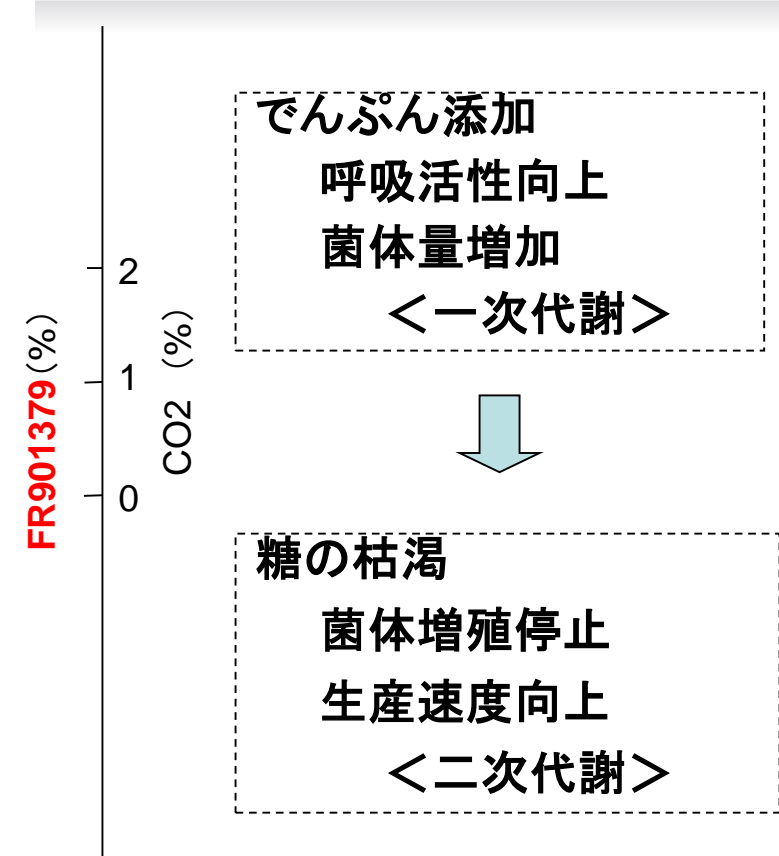 FR901379(%)
2
1
0
CO2 (%)
でんぷん添加
呼吸活性向上
菌体量増加
＜一次代謝＞
糖の枯渇
菌体増殖停止
生産速度向上
＜二次代謝＞